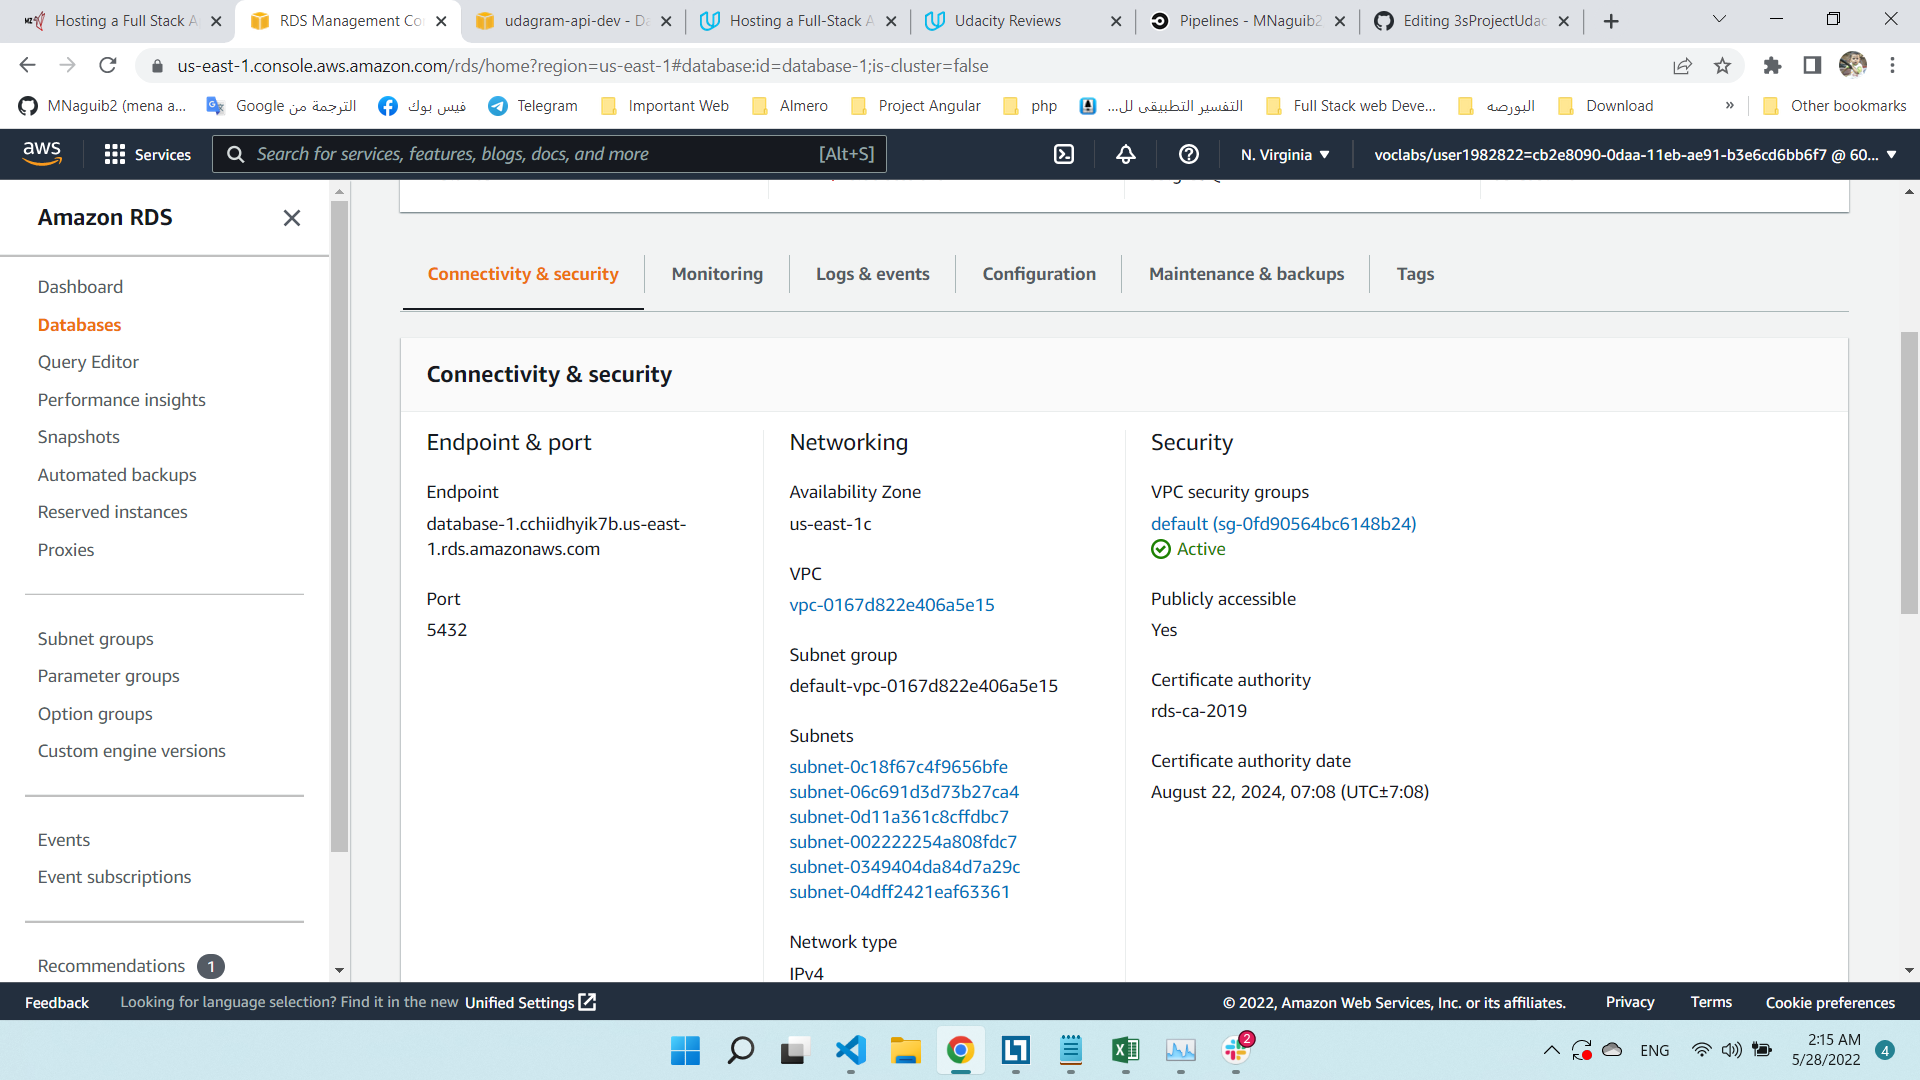 Hosting a Full Stack A
RDS Management Co
udagram-api-dev - Da
Hosting a Full-Stack A
Udacity Reviews
Pipelines - MNaguib2
Editing 3sProjectUdac
us-east-1.console.aws.amazon.com/rds/home?region=us-east-1#database:id=database-1;is-cluster=false
MNaguib2 (mena a...
الترجمة من Google
فيس بوك
Telegram
Important Web
Almero
Project Angular
php
التفسير التطبيقى لل...
Full Stack web Deve...
البورصه
Download
»
Other bookmarks
aws
Services
Search for services, features, blogs, docs, and more
[Alt+S]
N. Virginia
voclabs/user1982822=cb2e8090-0daa-11eb-ae91-b3e6cd6bb6f7 @ 60...
Amazon RDS
Dashboard
Databases
Query Editor
Performance insights
Snapshots
Automated backups
Reserved instances
Proxies
Subnet groups
Parameter groups
Option groups
Custom engine versions
Events
Event subscriptions
Recommendations 1
Connectivity & security
Monitoring
Logs & events
Configuration
Maintenance & backups
Tags
Connectivity & security
Endpoint & port
Endpoint
database-1.cchiidhyik7b.us-east-
1.rds.amazonaws.com
Port
5432
Networking
Availability Zone
us-east-1c
VPC
vpc-0167d822e406a5e15
Subnet group
default-vpc-0167d822e406a5e15
Subnets
subnet-0c18f67c4f9656bfe
subnet-06c691d3d73b27ca4
subnet-0d11a361c8cffdbc7
subnet-002222254a808fdc7
subnet-0349404da84d7a29c
subnet-04dff2421eaf63361
Network type
IPv4
Security
VPC security groups
default (sg-0fd90564bc6148b24)
Active
Publicly accessible
Yes
Certificate authority
rds-ca-2019
Certificate authority date
August 22, 2024, 07:08 (UTC±7:08)
Feedback
Looking for language selection? Find it in the new Unified Settings
© 2022, Amazon Web Services, Inc. or its affiliates.
Privacy
Terms
Cookie preferences
2
ENG
2:15 AM
5/28/2022
4